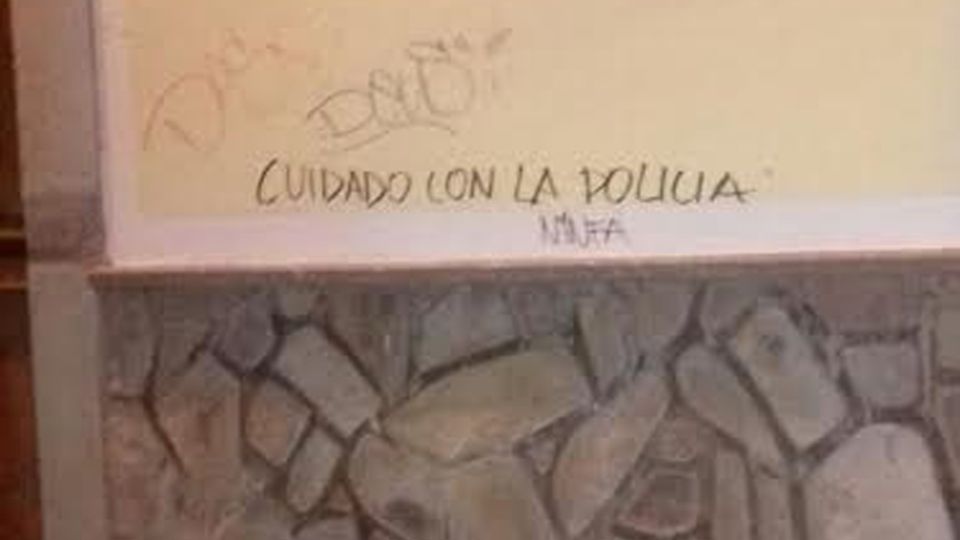 CUIDADO CON LA POLICIA
NINFA